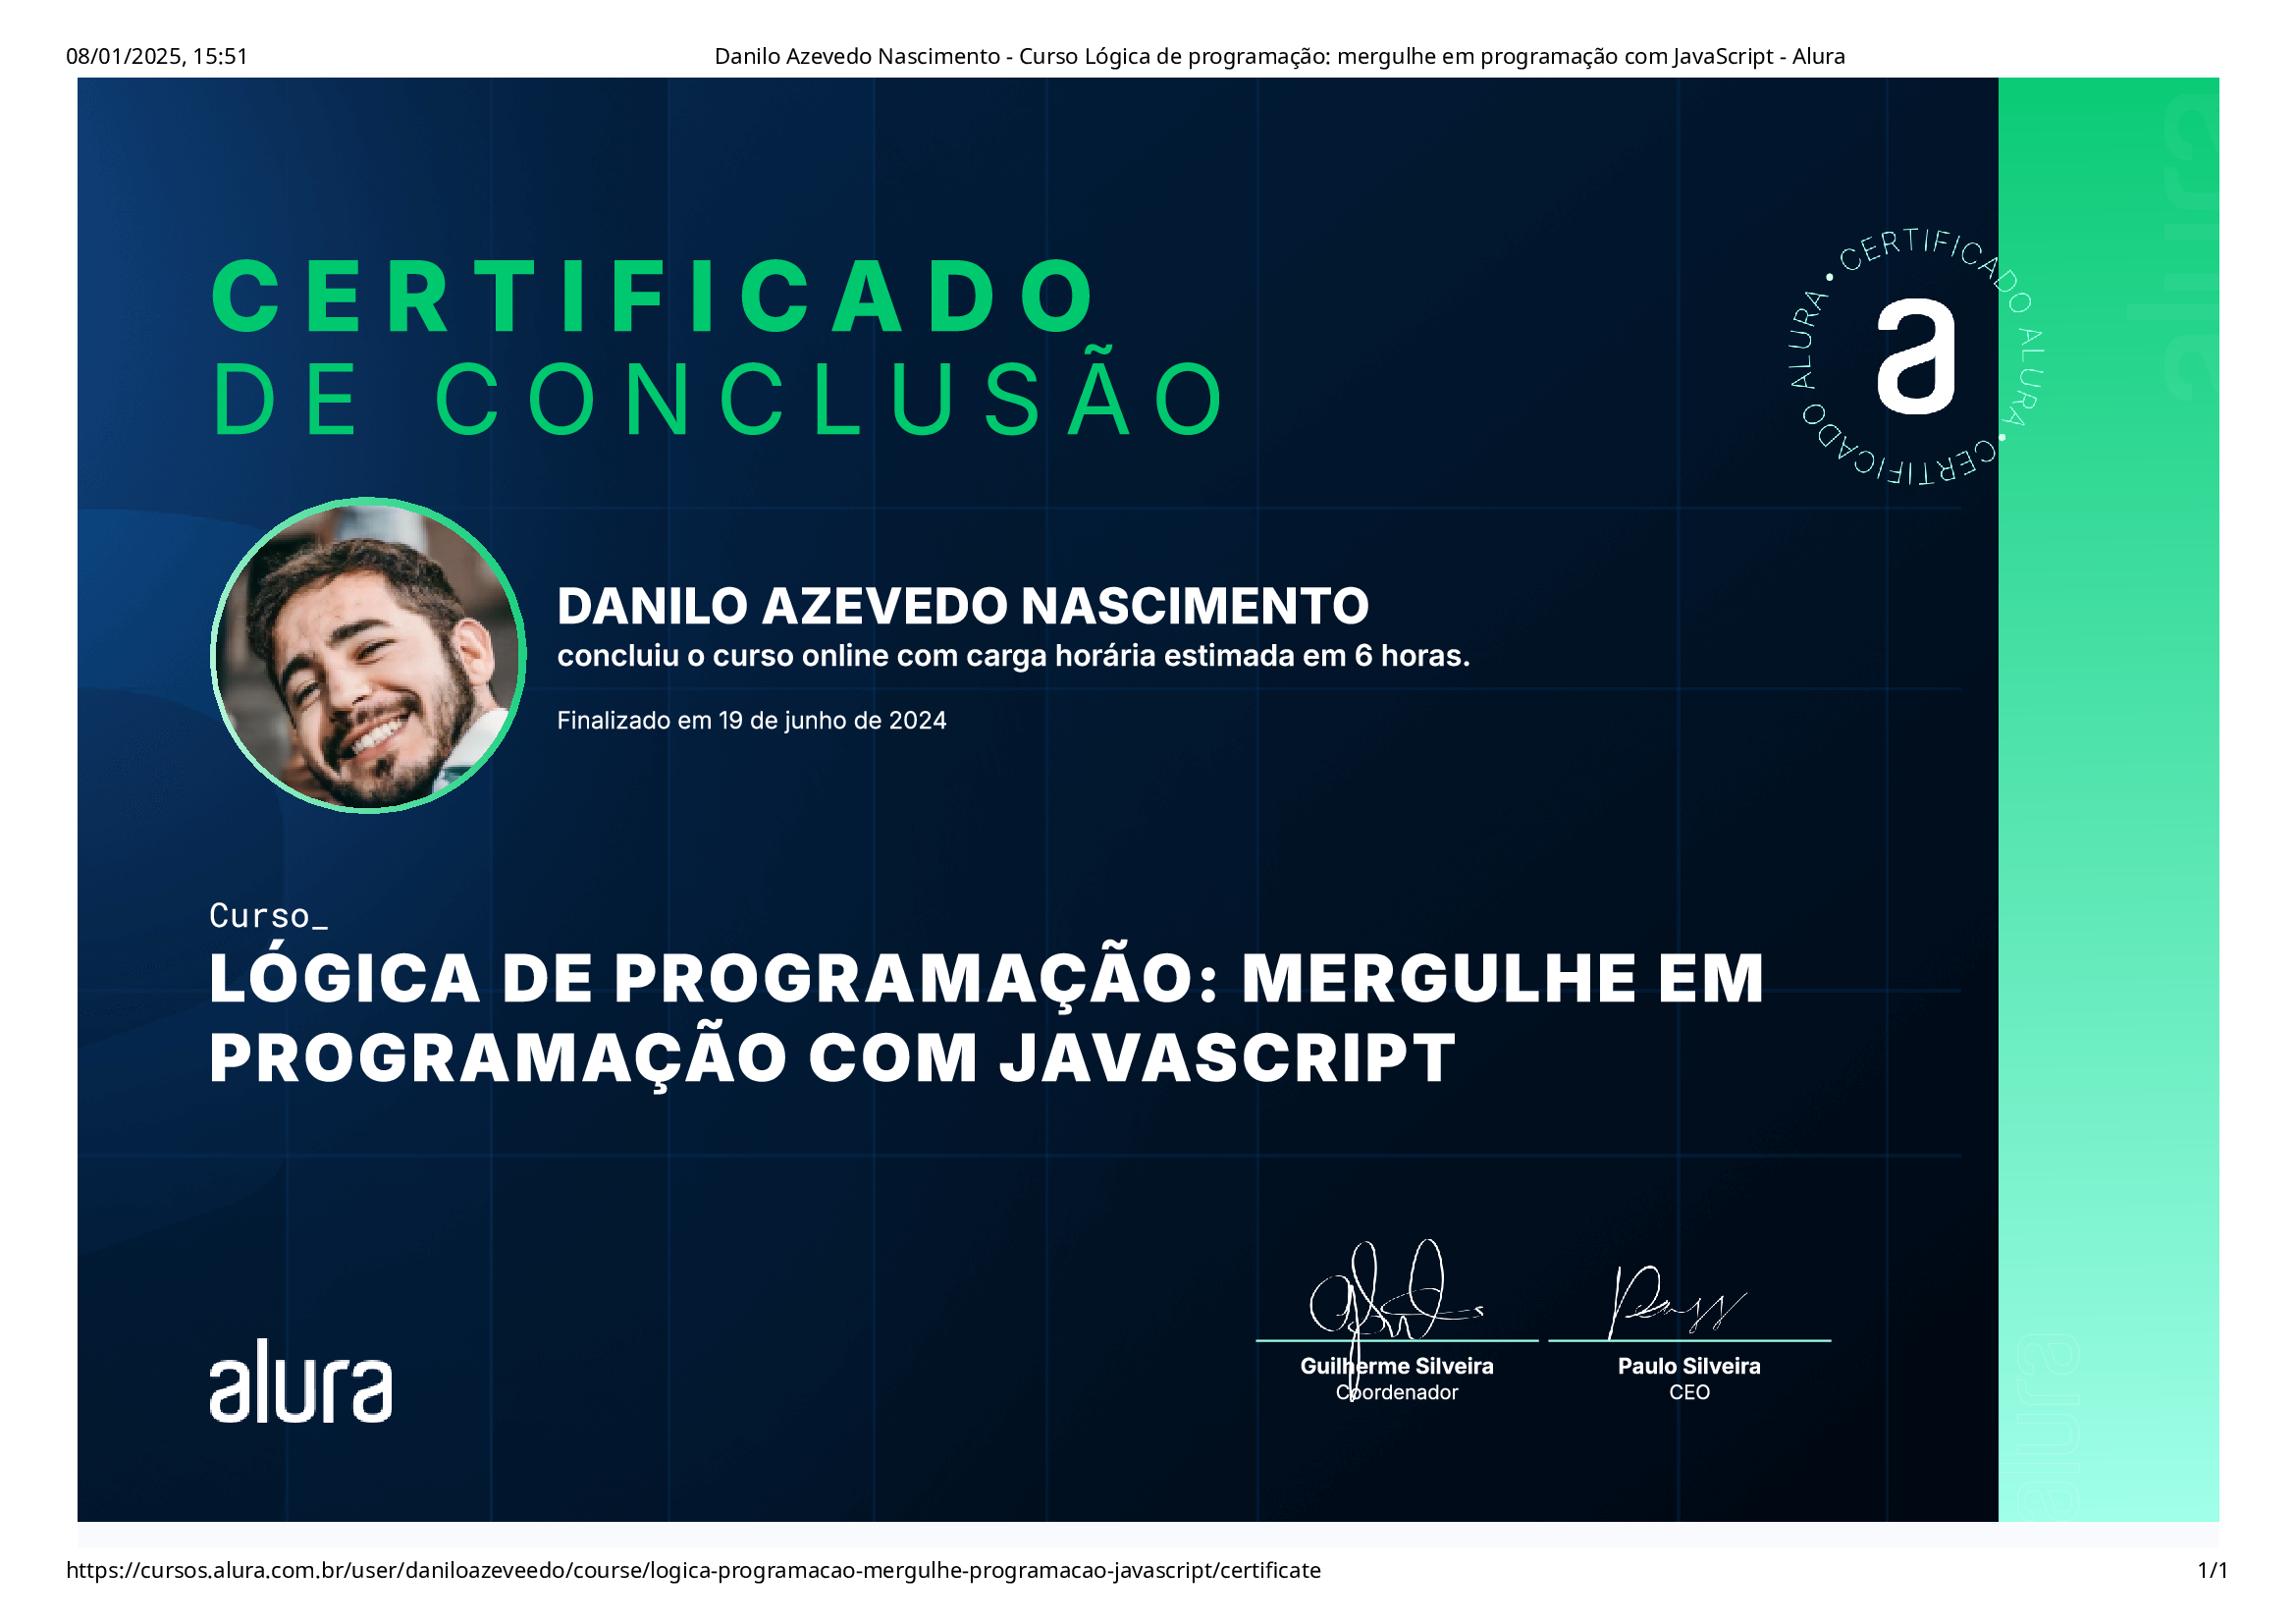 08/01/2025, 15:51
Danilo Azevedo Nascimento - Curso Lógica de programação: mergulhe em programação com JavaScript - Alura
CERTIFICADO
DE CONCLUSÃO
CERTIFICADO ALURA • CERTIFICADO ALURA •
a
DANILO AZEVEDO NASCIMENTO
concluiu o curso online com carga horária estimada em 6 horas.
Finalizado em 19 de junho de 2024
Curso_
LÓGICA DE PROGRAMAÇÃO: MERGULHE EM
PROGRAMAÇÃO COM JAVASCRIPT
Guilherme Silveira
Coordenador
Paulo Silveira
CEO
alura
alura
alura
https://cursos.alura.com.br/user/daniloazeveedo/course/logica-programacao-mergulhe-programacao-javascript/certificate
1/1